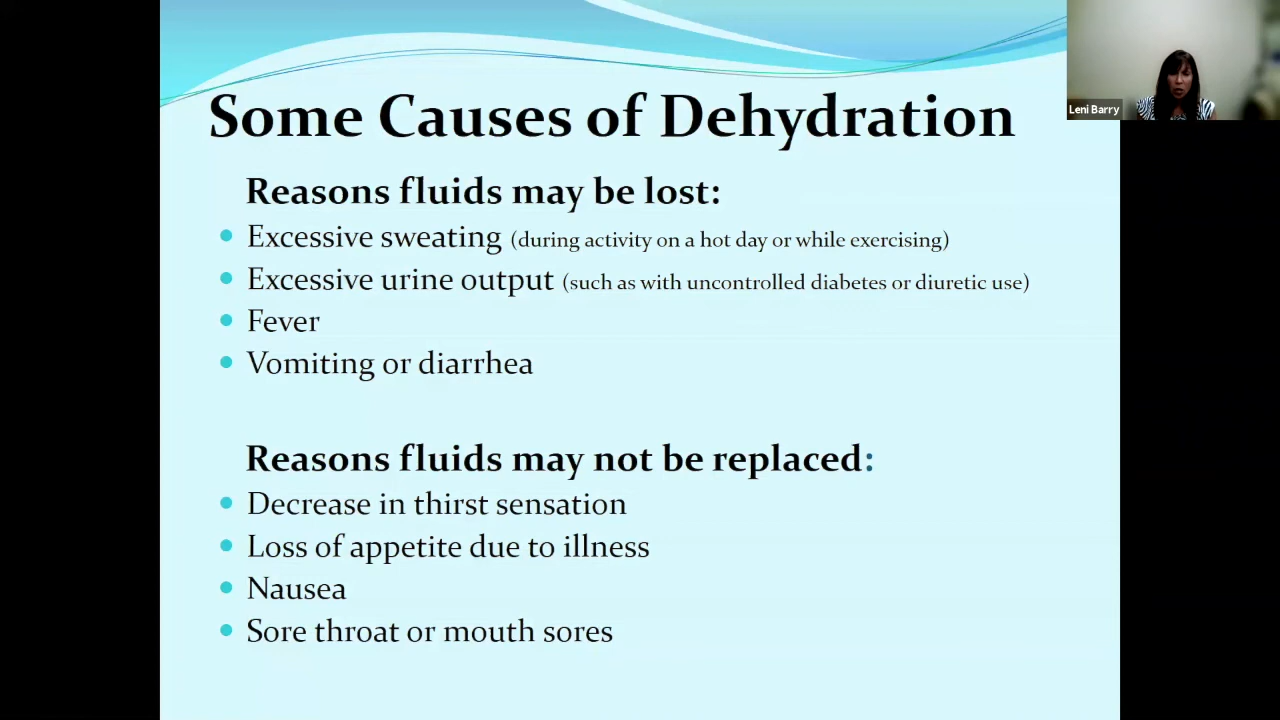 Some Causes of Dehydration
Leni Barry
Reasons fluids may be lost:
Excessive sweating (during activity on a hot day or while exercising)
Excessive urine output (such as with uncontrolled diabetes or diuretic use)
Fever
Vomiting or diarrhea
Reasons fluids may not be replaced:
Decrease in thirst sensation
Loss of appetite due to illness
Nausea
Sore throat or mouth sores